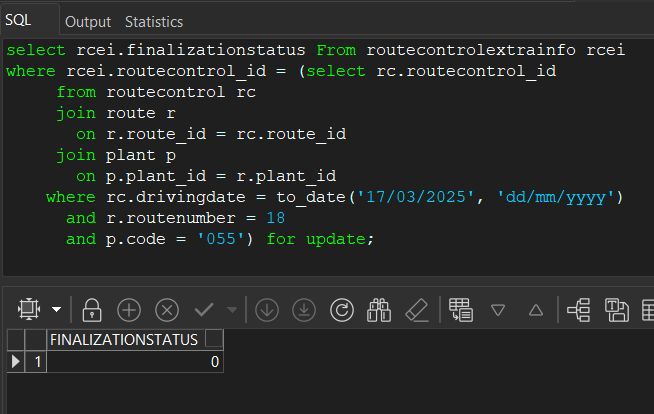 SQL Output Statistics
select rcei.finalizationstatus From routecontrolextrainfo rcei
where rcei.routecontrol_id = (select rc.routecontrol_id
from routecontrol rc
join route r
on r.route_id = rc.route_id
join plant p
on p.plant_id = r.plant_id
where rc.drivingdate = to_date('17/03/2025', 'dd/mm/yyyy')
and r.routenumber = 18
and p.code = '055') for update;
FINALIZATIONSTATUS
1 0